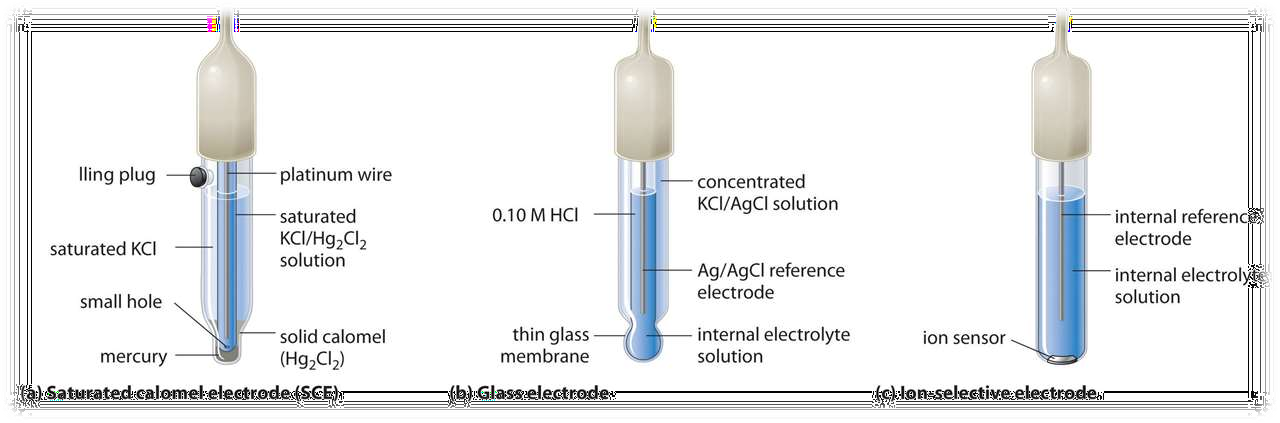 lling plug
platinum wire
saturated
KCl/Hg₂Cl₂
solution
saturated KCl
small hole
mercury
solid calomel
(Hg₂Cl₂)
(a) Saturated calomel electrode (SCE)
concentrated
KCl/AgCl solution
0.10 M HCl
Ag/AgCl reference
electrode
thin glass
membrane
internal electrolyte
solution
(b) Glass electrode
internal reference
electrode
internal electrolyte
solution
ion sensor
(c) Ion-selective electrode